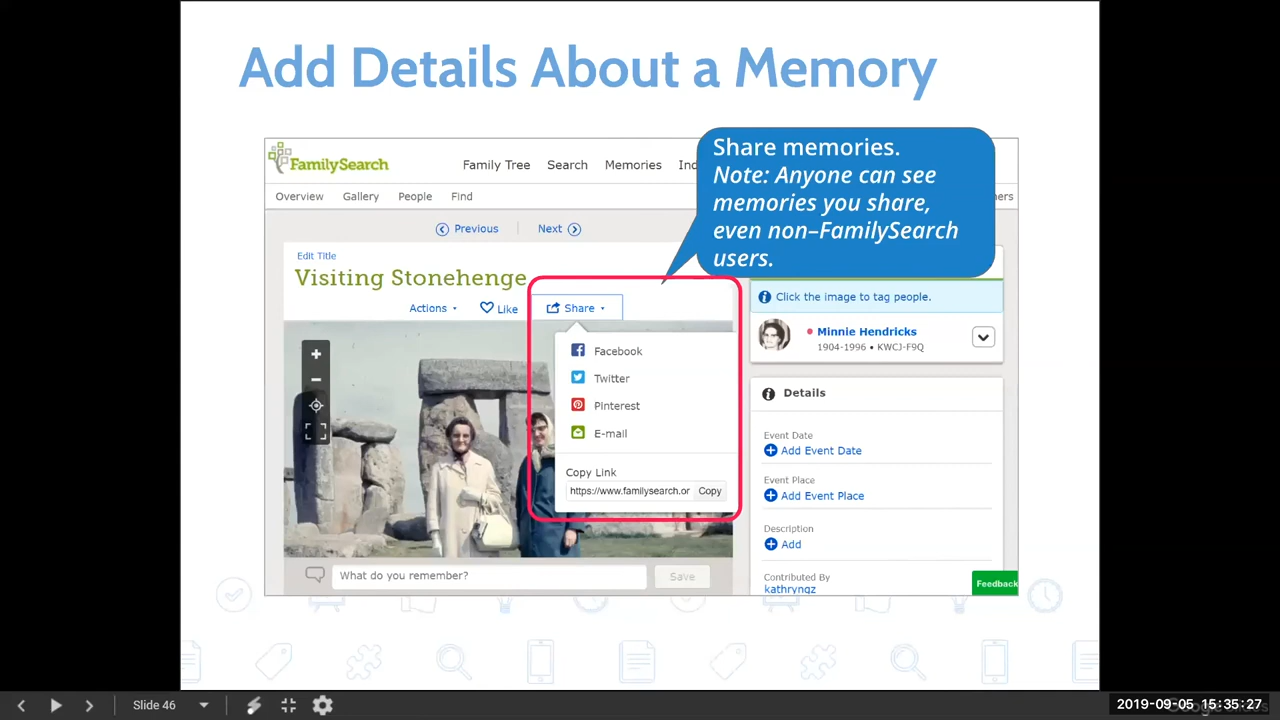 Add Details About a Memory
FamilySearch
Family Tree Search Memories Ind
Share memories.
Note: Anyone can see
memories you share,
even non–FamilySearch
users.
Overview Gallery People Find
ners
Previous Next
Edit Title
Visiting Stonehenge
Actions Like Share
Facebook
Twitter
Pinterest
E-mail
Copy Link
https://www.familysearch.or Copy
Click the image to tag people.
Minnie Hendricks
1904-1996 • KWCJ-F9Q
Details
Event Date
Add Event Date
Event Place
Add Event Place
Description
Add
Contributed By
kathryngz
Feedback
What do you remember? Save
Slide 46
2019-09-05 15:35:27